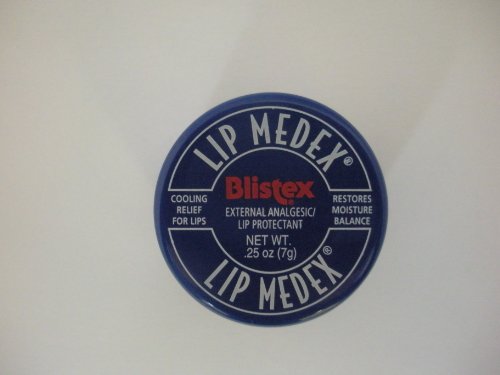 LIP MEDEX®
Blistex®
COOLING
RELIEF
FOR LIPS
EXTERNAL ANALGESIC/
LIP PROTECTANT
RESTORES
MOISTURE
BALANCE
NET WT.
.25 oz (7g)
LIP MEDEX®